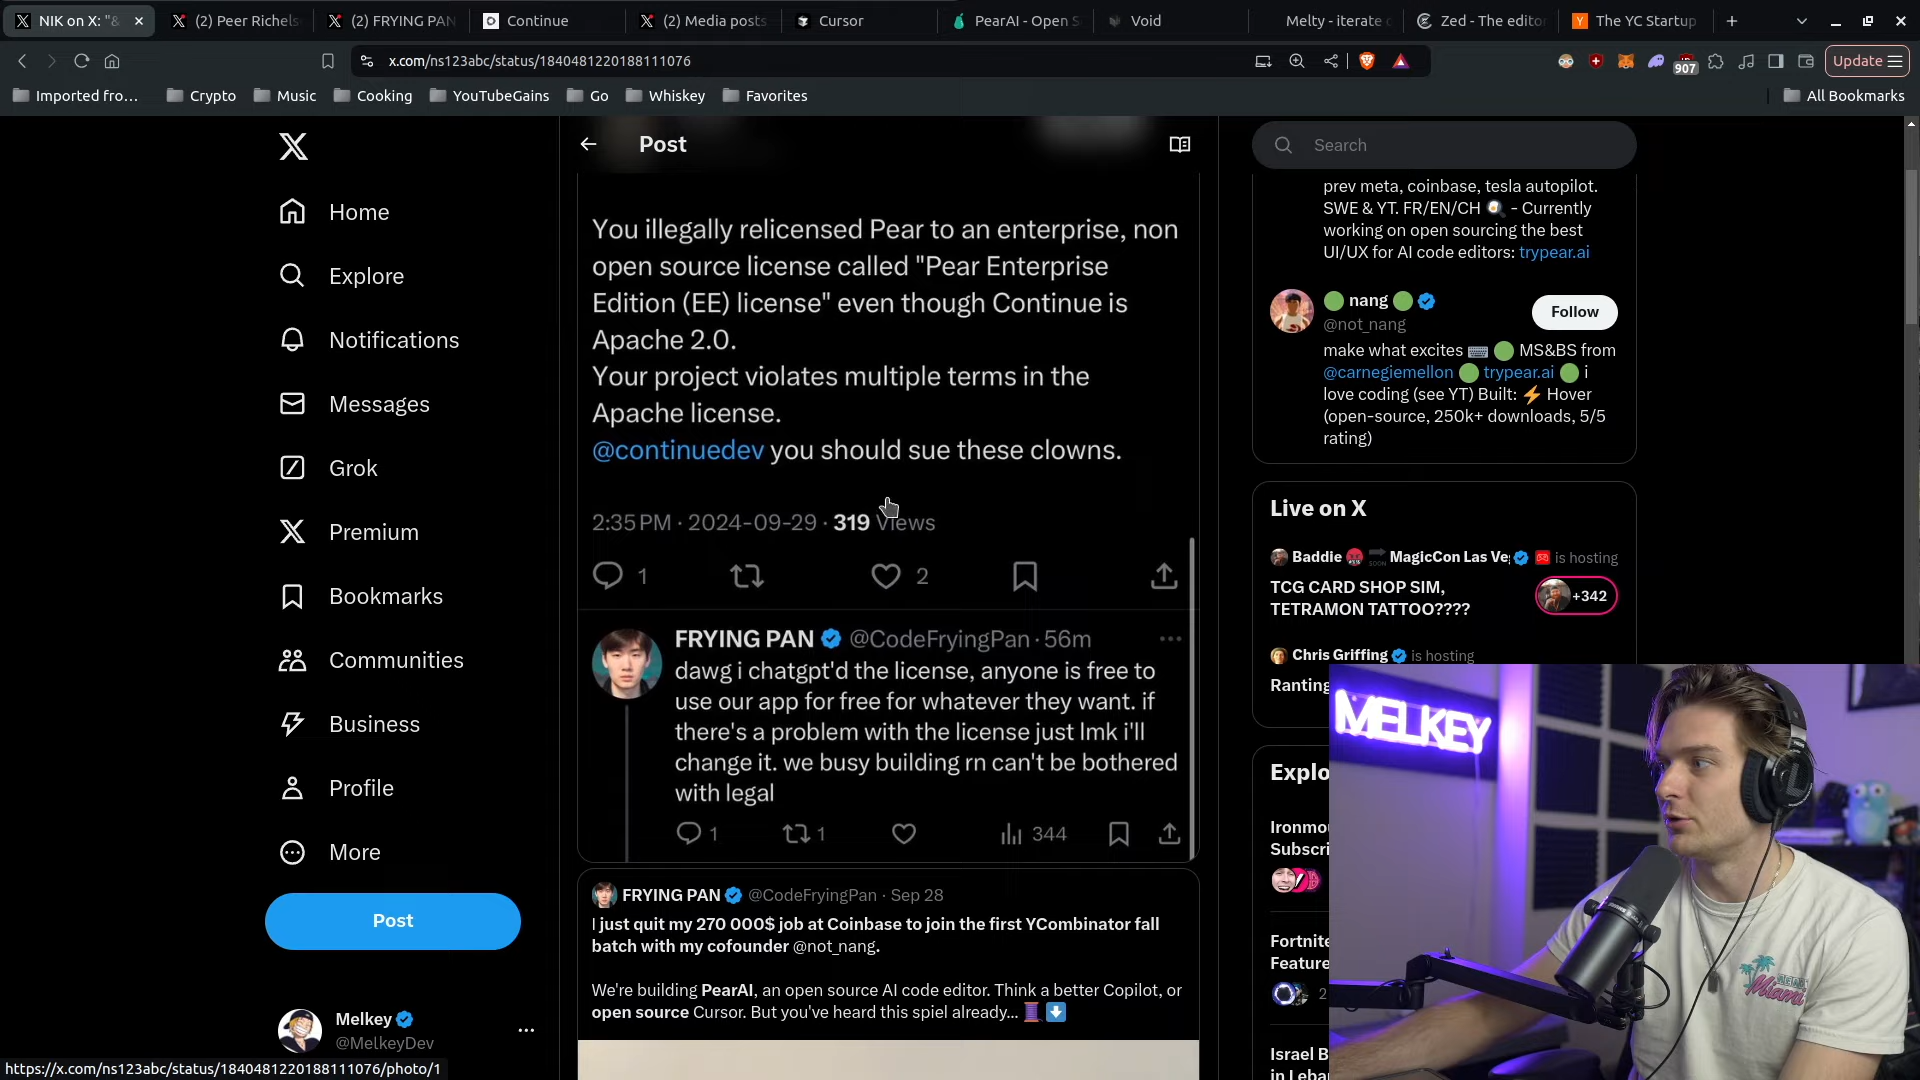 NIK on X: "&
(2) Peer Richels
(2) FRYING PAN
Continue
(2) Media posts
Cursor
PearAI - Open S
Void
Melty - iterate
Zed - The editor
The YC Startup
x.com/ns123abc/status/1840481220188111076
907
Update
Imported fro...
Crypto
Music
Cooking
YouTubeGains
Go
Whiskey
Favorites
All Bookmarks
Home
Explore
Notifications
Messages
Grok
Premium
Bookmarks
Communities
Business
Profile
More
Post
Melkey
@MelkeyDev
https://x.com/ns123abc/status/1840481220188111076/photo/1
Post
You illegally relicensed Pear to an enterprise, non
open source license called "Pear Enterprise
Edition (EE) license" even though Continue is
Apache 2.0.
Your project violates multiple terms in the
Apache license.
@continuedev you should sue these clowns.
2:35 PM · 2024-09-29 · 319 Views
1
2
FRYING PAN @CodeFryingPan · 56m
dawg i chatgpt'd the license, anyone is free to
use our app for free for whatever they want. if
there's a problem with the license just lmk i'll
change it. we busy building rn can't be bothered
with legal
1
1
344
FRYING PAN @CodeFryingPan · Sep 28
I just quit my 270 000$ job at Coinbase to join the first YCombinator fall
batch with my cofounder @not_nang.
We're building PearAI, an open source AI code editor. Think a better Copilot, or
open source Cursor. But you've heard this spiel already...
Search
prev meta, coinbase, tesla autopilot.
SWE & YT. FR/EN/CH - Currently
working on open sourcing the best
UI/UX for AI code editors: trypear.ai
nang
@not_nang
Follow
make what excites MS&BS from
@carnegiemellon trypear.ai i
love coding (see YT) Built: Hover
(open-source, 250k+ downloads, 5/5
rating)
Live on X
Baddie SOON MagicCon Las Ve is hosting
TCG CARD SHOP SIM,
TETRAMON TATTOO????
+342
Chris Griffing is hosting
Ranting
Explo
Ironmo
Subscri
Fortnite
Feature
2
Israel B
in Leba
MELKEY
Miami